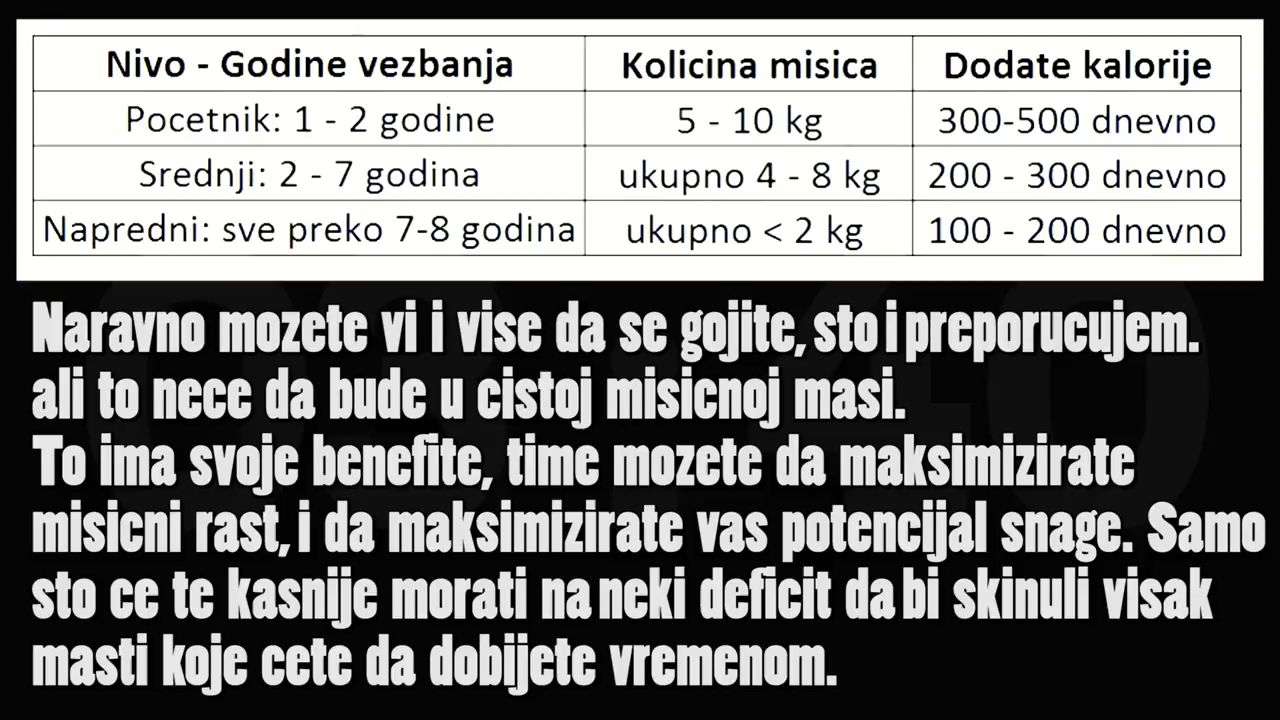 Nivo - Godine vezbanja Kolicina misica Dodate kalorije
Pocetnik: 1 - 2 godine 5 - 10 kg 300-500 dnevno
Srednji: 2 - 7 godina ukupno 4 - 8 kg 200 - 300 dnevno
Napredni: sve preko 7-8 godina ukupno < 2 kg 100 - 200 dnevno
Naravno mozete vi i vise da se gojite, sto i preporucujem.
ali to nece da bude u cistoj misicnoj masi.
To ima svoje benefite, time mozete da maksimizirate
misicni rast, i da maksimizirate vas potencijal snage. Samo
sto ce te kasnije morati na neki deficit da bi skinuli visak
masti koje cete da dobijete vremenom.